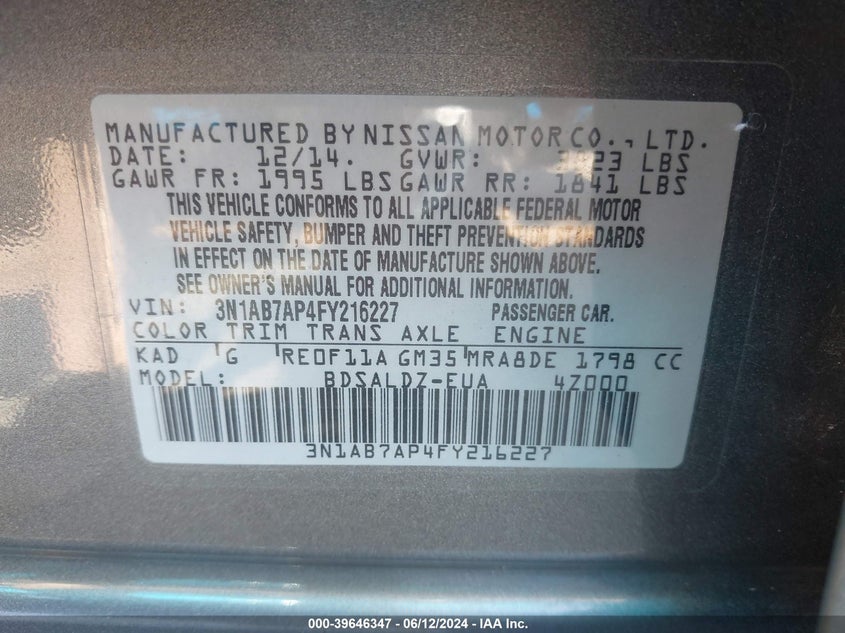 MANUFACTURED BY NISSAN MOTOR CO., LTD.
DATE: 12/14. GVWR: LBS
GAWR FR: 1995 LBS GAWR RR: 1841 LBS
THIS VEHICLE CONFORMS TO ALL APPLICABLE FEDERAL MOTOR
VEHICLE SAFETY, BUMPER AND THEFT PREVENTION STANDARDS
IN EFFECT ON THE DATE OF MANUFACTURE SHOWN ABOVE.
SEE OWNER'S MANUAL FOR ADDITIONAL INFORMATION.
VIN: 3N1AB7AP4FY216227 PASSENGER CAR.
COLOR TRIM TRANS AXLE ENGINE
KAD G RE0F11A GM35 MRA8DE 1798 CC
MODEL: BDSALDZ-EUA 4Z000
3N1AB7AP4FY216227
000-39646347 - 06/12/2024 - IAA Inc.